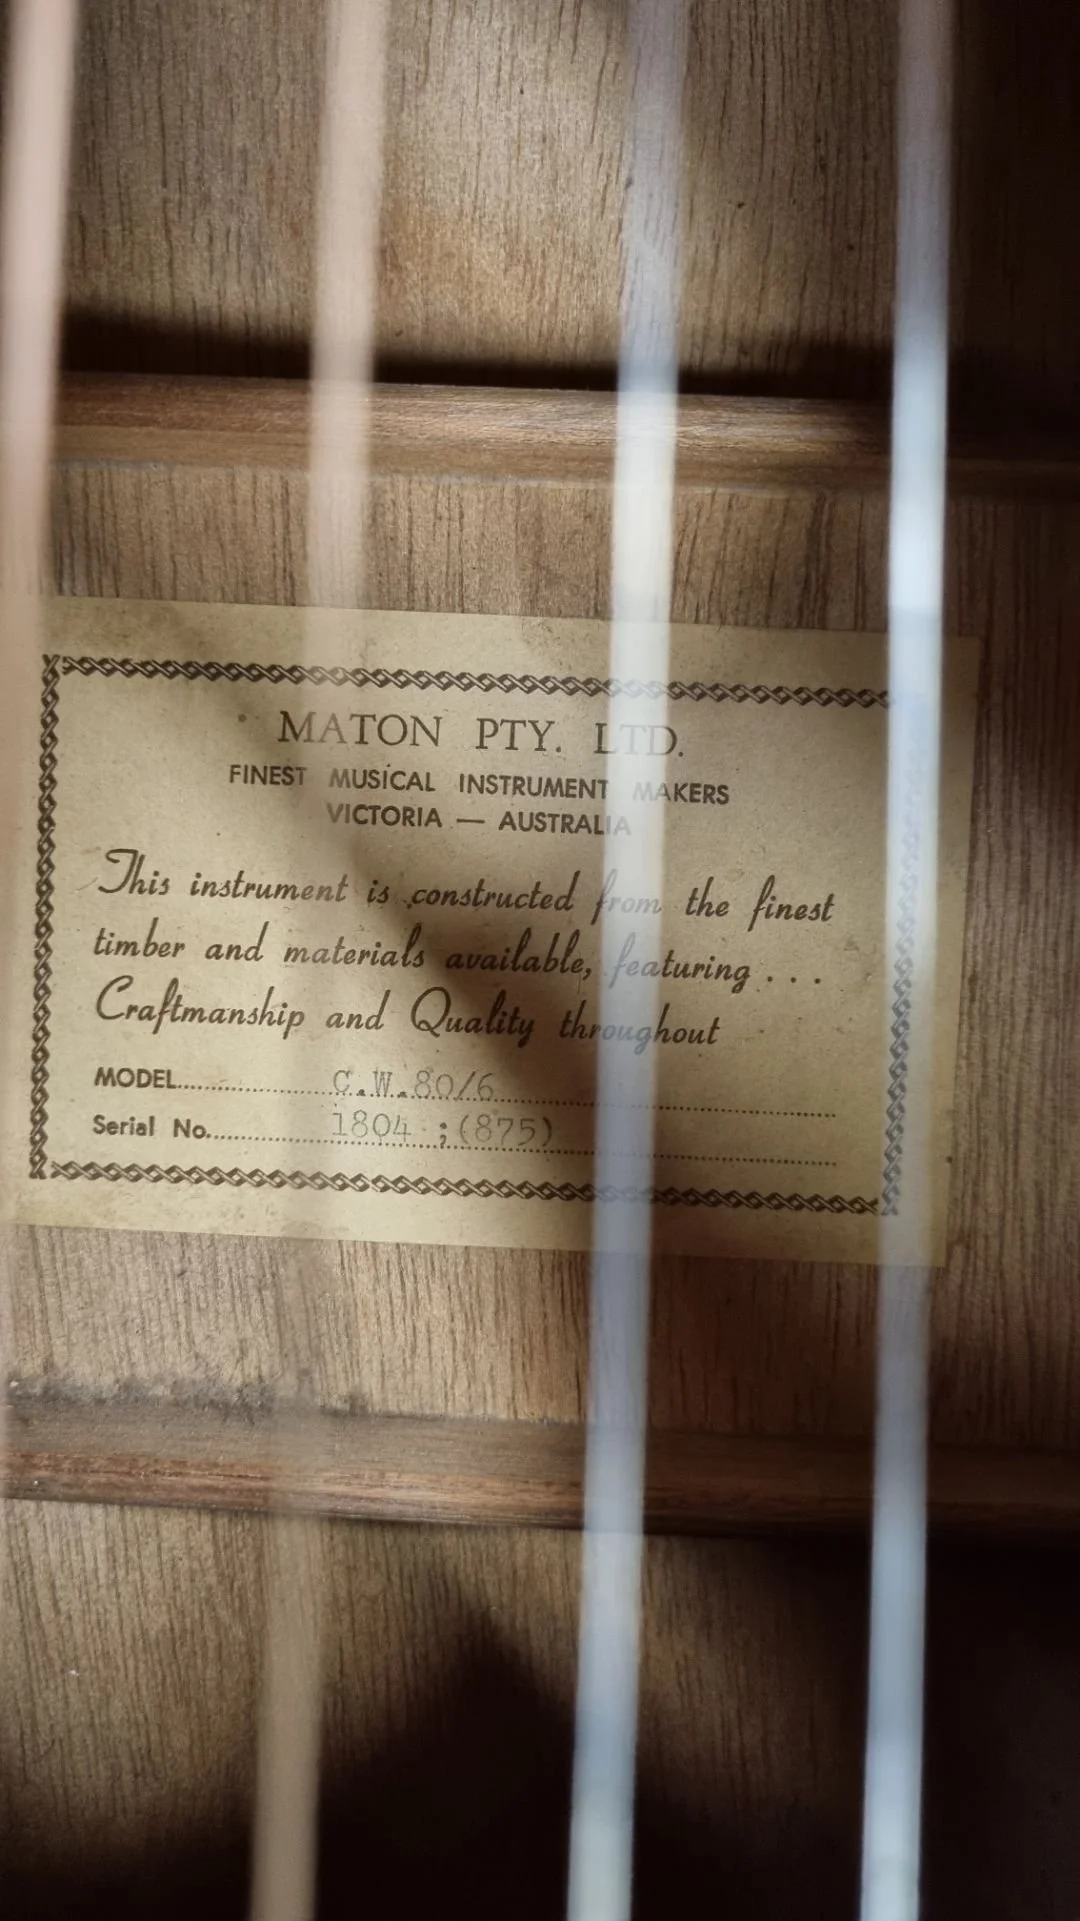 MATON PTY. LTD.
FINEST MUSICAL INSTRUMENT MAKERS
VICTORIA — AUSTRALIA
This instrument is constructed from the finest
timber and materials available, featuring . . .
Craftmanship and Quality throughout
MODEL.................C.W.80/6.................
Serial No.................1804 ;(875).................